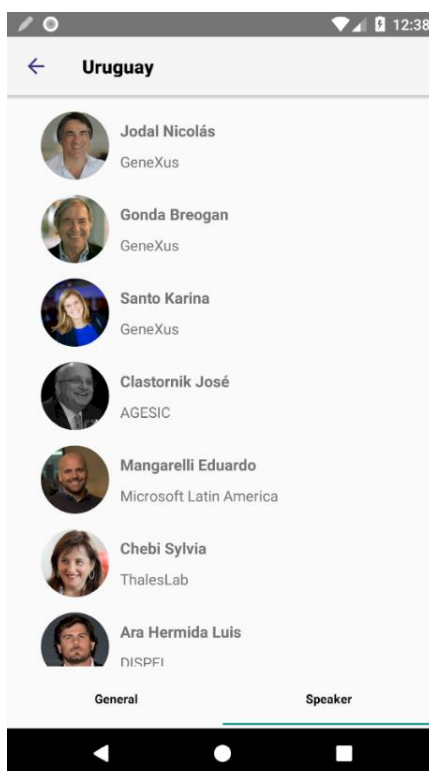 12:38
Uruguay
Jodal Nicolás
GeneXus
Gonda Breogan
GeneXus
Santo Karina
GeneXus
Clastornik José
AGESIC
Mangarelli Eduardo
Microsoft Latin America
Chebi Sylvia
ThalesLab
Ara Hermida Luis
General Speaker